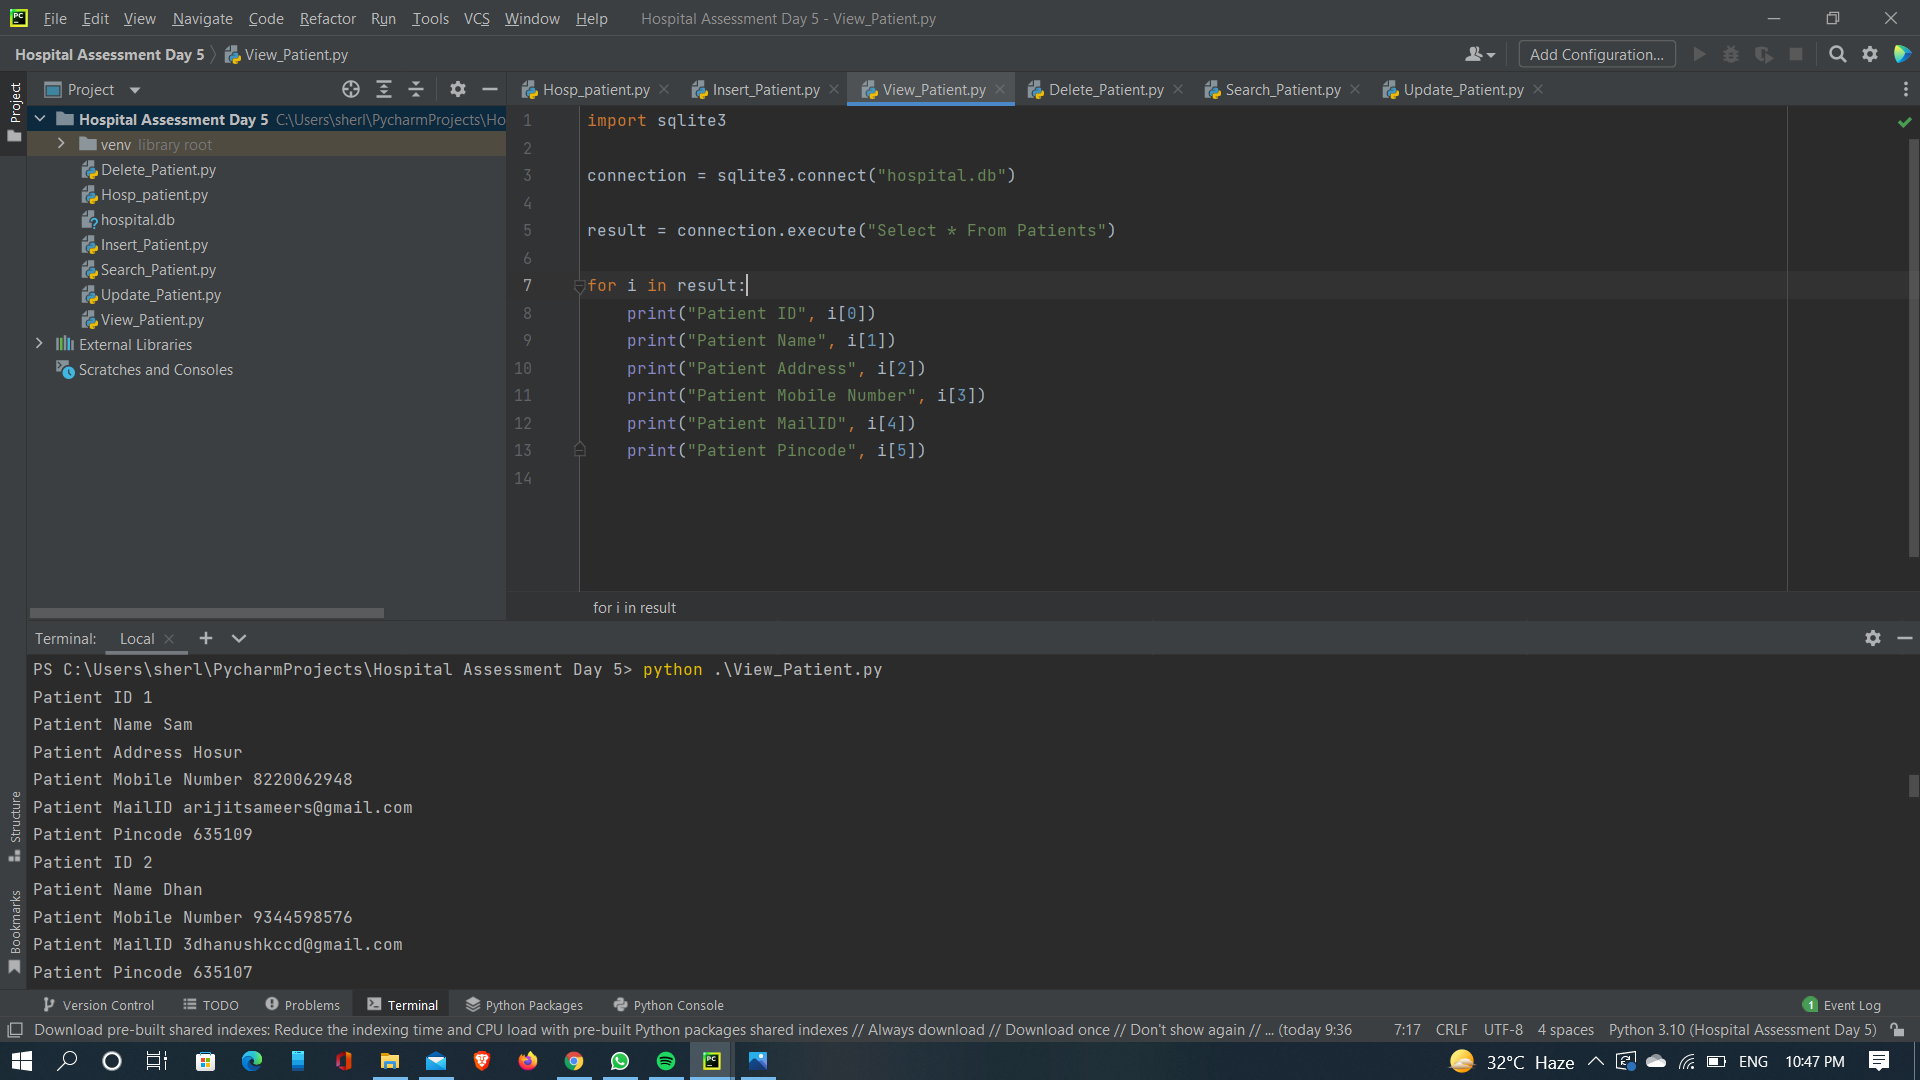 File Edit View Navigate Code Refactor Run Tools VCS Window Help Hospital Assessment Day 5 - View_Patient.py
Hospital Assessment Day 5 View_Patient.py Add Configuration...
Project
Project
Hosp_patient.py Insert_Patient.py View_Patient.py Delete_Patient.py Search_Patient.py Update_Patient.py
Hospital Assessment Day 5 C:\Users\sherl\PycharmProjects\Ho
venv library root
Delete_Patient.py
Hosp_patient.py
hospital.db
Insert_Patient.py
Search_Patient.py
Update_Patient.py
View_Patient.py
External Libraries
Scratches and Consoles
1 import sqlite3
2
3 connection = sqlite3.connect("hospital.db")
4
5 result = connection.execute("Select * From Patients")
6
7 for i in result:
8 print("Patient ID", i[0])
9 print("Patient Name", i[1])
10 print("Patient Address", i[2])
11 print("Patient Mobile Number", i[3])
12 print("Patient MailID", i[4])
13 print("Patient Pincode", i[5])
14
for i in result
Terminal: Local
PS C:\Users\sherl\PycharmProjects\Hospital Assessment Day 5> python .\View_Patient.py
Patient ID 1
Patient Name Sam
Patient Address Hosur
Patient Mobile Number 8220062948
Patient MailID arijitsameers@gmail.com
Patient Pincode 635109
Patient ID 2
Patient Name Dhan
Patient Mobile Number 9344598576
Patient MailID 3dhanushkccd@gmail.com
Patient Pincode 635107
Structure
Bookmarks
Version Control TODO Problems Terminal Python Packages Python Console 1 Event Log
Download pre-built shared indexes: Reduce the indexing time and CPU load with pre-built Python packages shared indexes // Always download // Download once // Don't show again // ... (today 9:36 7:17 CRLF UTF-8 4 spaces Python 3.10 (Hospital Assessment Day 5)
32°C Haze ENG 10:47 PM